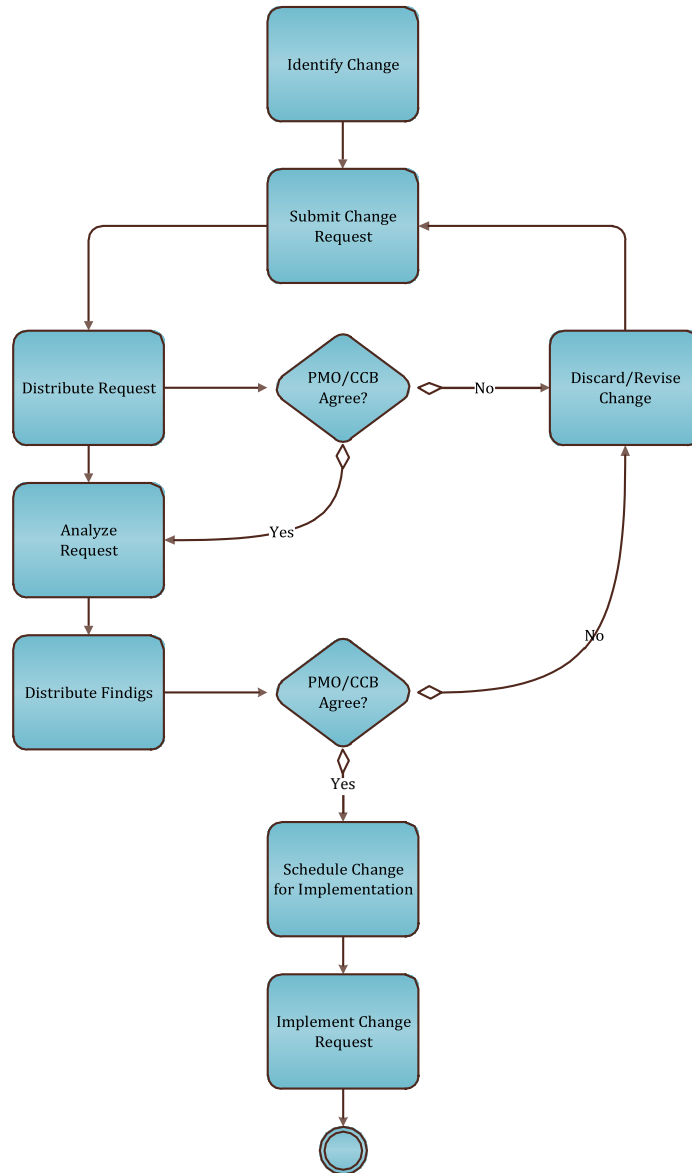 Identify Change
Submit Change
Request
Distribute Request
PMO/CCB
Agree?
No
Discard/Revise
Change
Analyze
Request
Yes
Distribute Findigs
PMO/CCB
Agree?
No
Yes
Schedule Change
for Implementation
Implement Change
Request